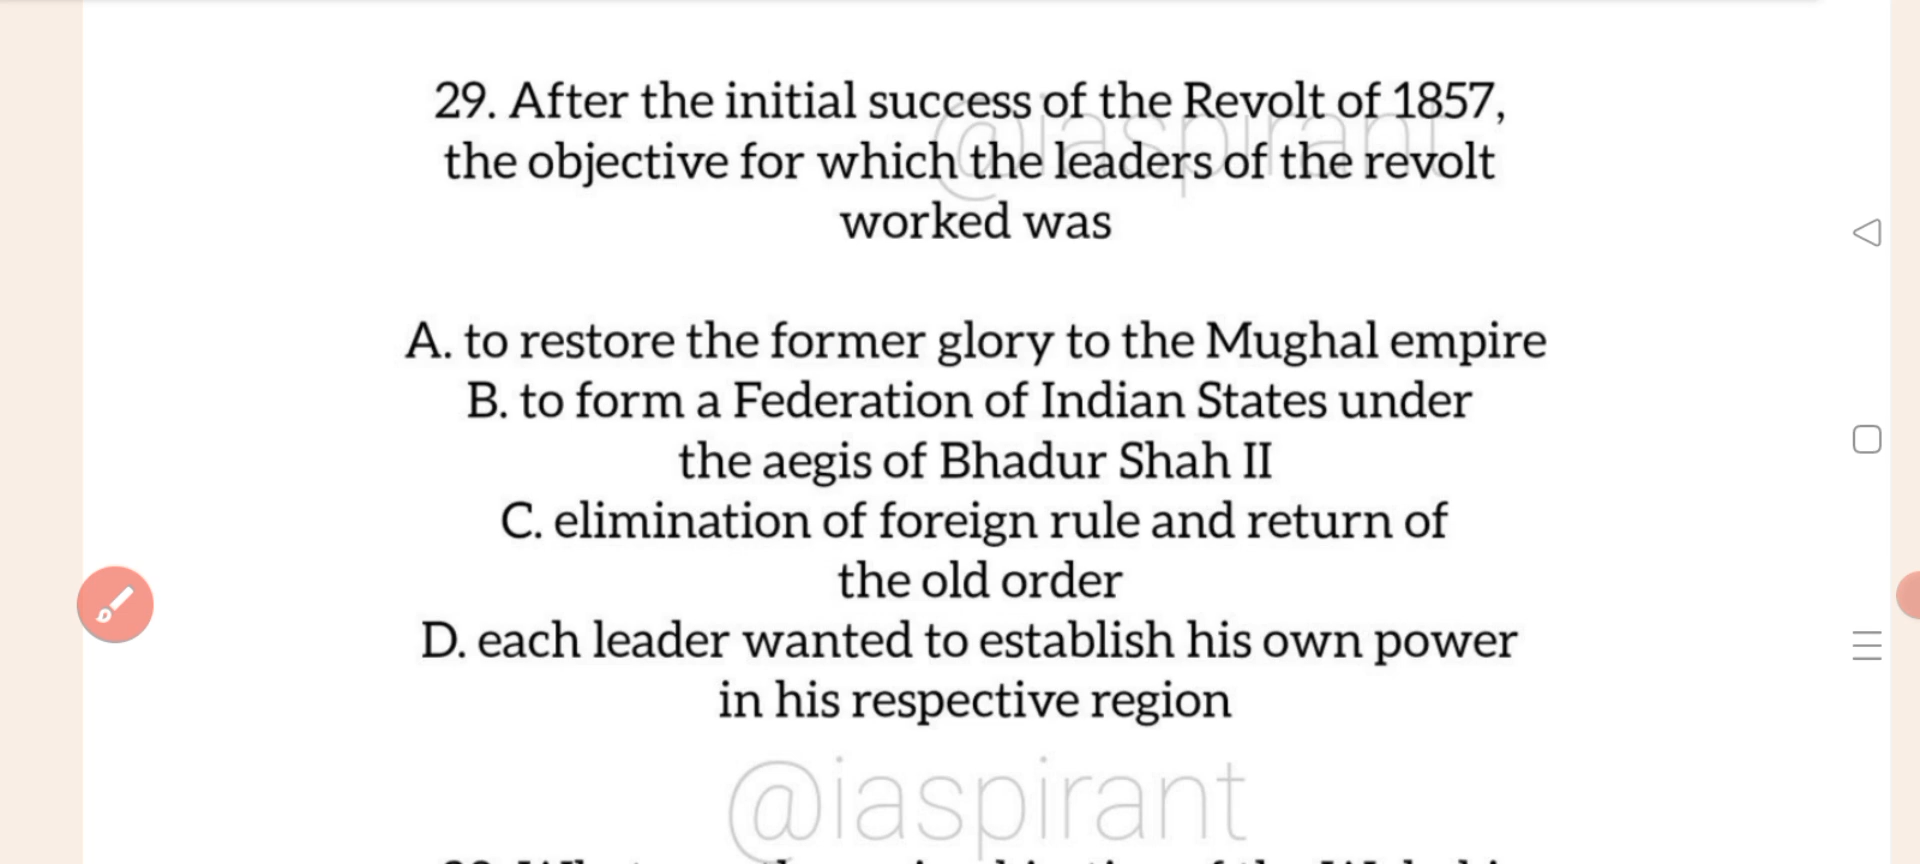 @iaspirant
29. After the initial success of the Revolt of 1857,
the objective for which the leaders of the revolt
worked was
A. to restore the former glory to the Mughal empire
B. to form a Federation of Indian States under
the aegis of Bhadur Shah II
C. elimination of foreign rule and return of
the old order
D. each leader wanted to establish his own power
in his respective region
@iaspirant